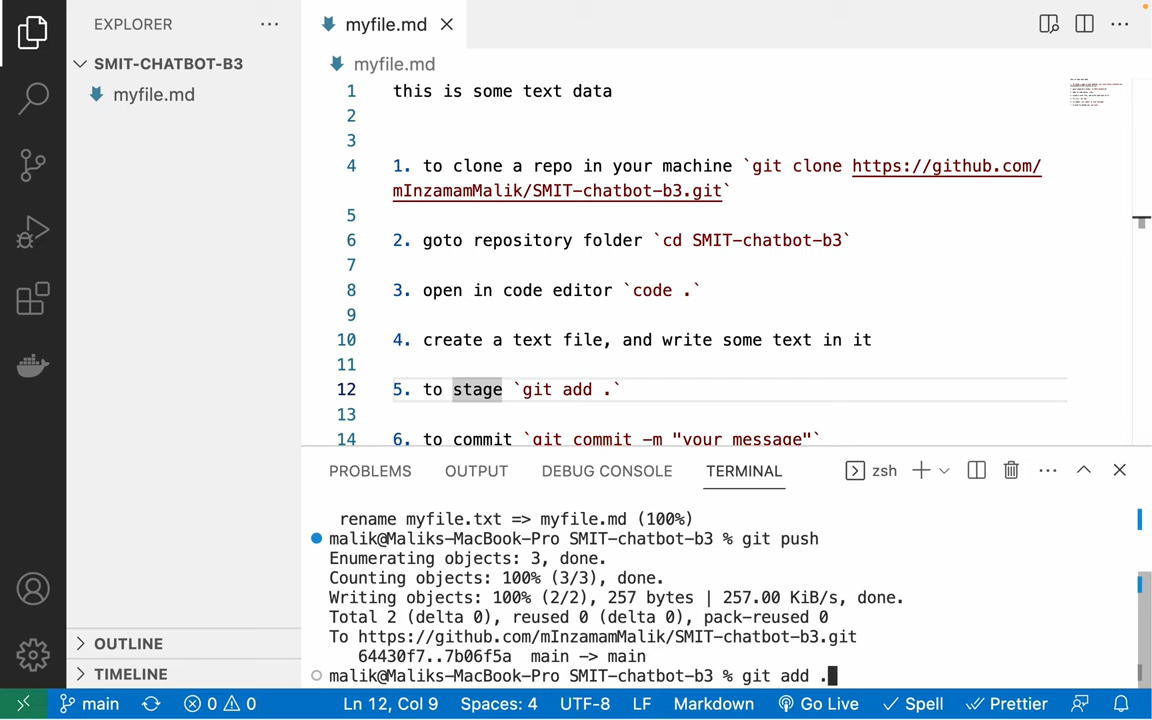 EXPLORER
myfile.md
SMIT-CHATBOT-B3
myfile.md
myfile.md
1 this is some text data
2
3
4 1. to clone a repo in your machine `git clone https://github.com/
mInzamamMalik/SMIT-chatbot-b3.git`
5
6 2. goto repository folder `cd SMIT-chatbot-b3`
7
8 3. open in code editor `code .`
9
10 4. create a text file, and write some text in it
11
12 5. to stage `git add .`
13
14 6. to commit `git commit -m "your message"`
PROBLEMS OUTPUT DEBUG CONSOLE TERMINAL zsh
rename myfile.txt => myfile.md (100%)
malik@Maliks-MacBook-Pro SMIT-chatbot-b3 % git push
Enumerating objects: 3, done.
Counting objects: 100% (3/3), done.
Writing objects: 100% (2/2), 257 bytes | 257.00 KiB/s, done.
Total 2 (delta 0), reused 0 (delta 0), pack-reused 0
To https://github.com/mInzamamMalik/SMIT-chatbot-b3.git
64430f7..7b06f5a main -> main
malik@Maliks-MacBook-Pro SMIT-chatbot-b3 % git add .
OUTLINE
TIMELINE
main 0 0 Ln 12, Col 9 Spaces: 4 UTF-8 LF Markdown Go Live Spell Prettier